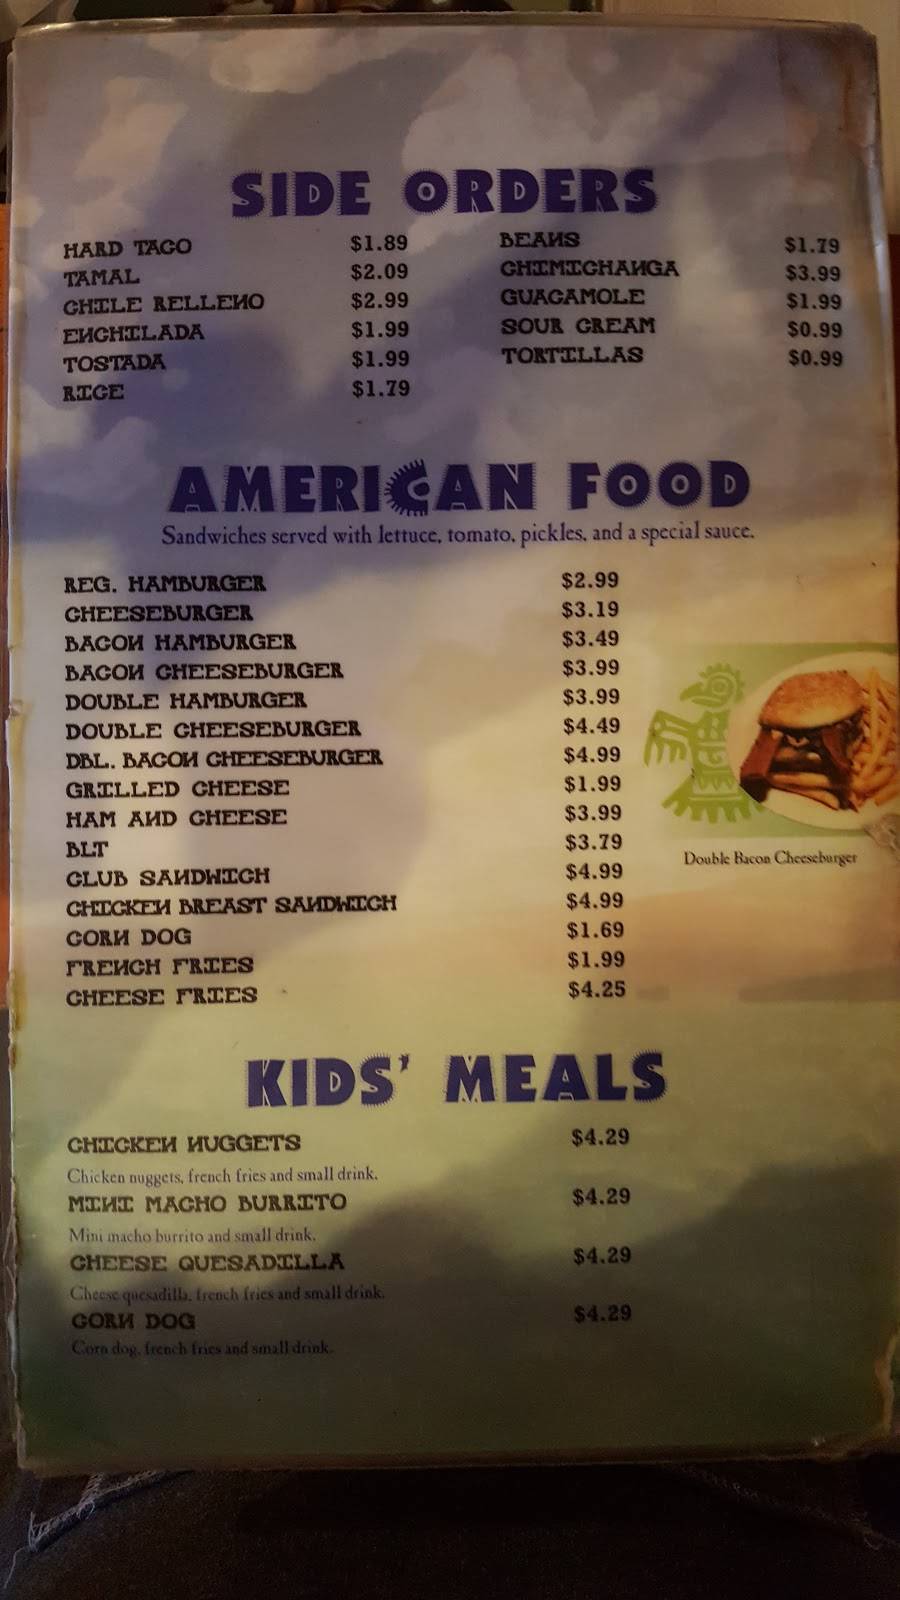 SIDE ORDERS
HARD TACO $1.89
TAMAL $2.09
CHILE RELLENO $2.99
ENCHILADA $1.99
TOSTADA $1.99
RICE $1.79
BEANS $1.79
CHIMICHANGA $3.99
GUACAMOLE $1.99
SOUR CREAM $0.99
TORTILLAS $0.99
AMERICAN FOOD
Sandwiches served with lettuce, tomato, pickles, and a special sauce.
REG. HAMBURGER $2.99
CHEESEBURGER $3.19
BACON HAMBURGER $3.49
BACON CHEESEBURGER $3.99
DOUBLE HAMBURGER $3.99
DOUBLE CHEESEBURGER $4.49
DBL. BACON CHEESEBURGER $4.99
GRILLED CHEESE $1.99
HAM AND CHEESE $3.99
BLT $3.79
CLUB SANDWICH $4.99
CHICKEN BREAST SANDWICH $4.99
CORN DOG $1.69
FRENCH FRIES $1.99
CHEESE FRIES $4.25
Double Bacon Cheeseburger
KIDS' MEALS
CHICKEN NUGGETS $4.29
Chicken nuggets, french fries and small drink.
MINI MACHO BURRITO $4.29
Mini macho burrito and small drink.
CHEESE QUESADILLA $4.29
Cheese quesadilla, french fries and small drink.
CORN DOG $4.29
Corn dog, french fries and small drink.